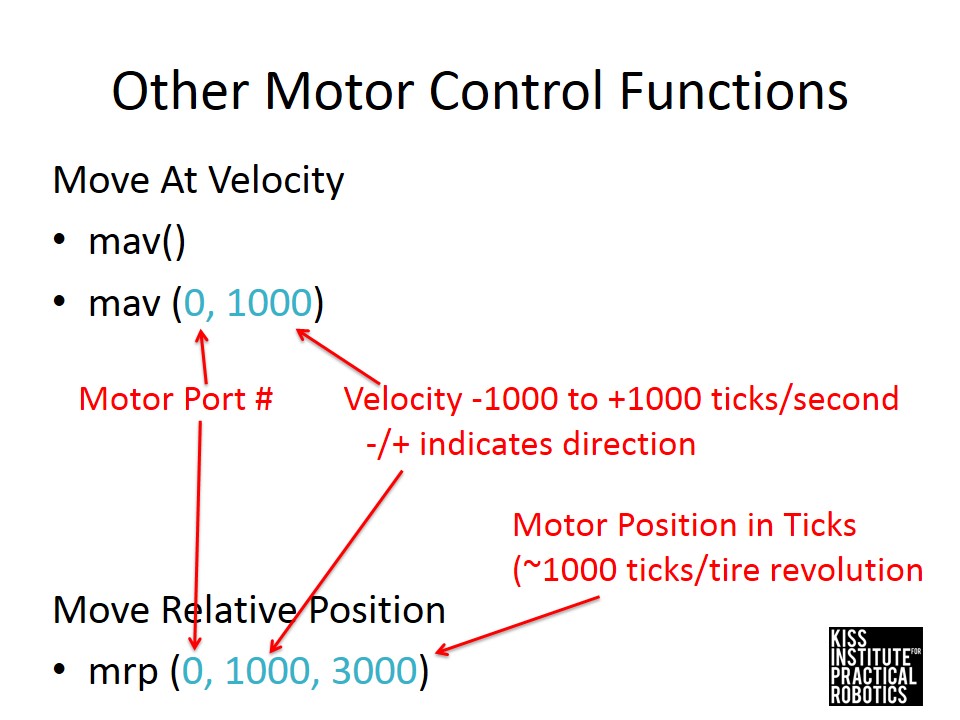 Other Motor Control Functions
Move At Velocity
• mav()
• mav (0, 1000)
Motor Port #
Velocity -1000 to +1000 ticks/second
-/+ indicates direction
Motor Position in Ticks
(~1000 ticks/tire revolution
Move Relative Position
• mrp (0, 1000, 3000)
KISS
INSTITUTE FOR
PRACTICAL
ROBOTICS